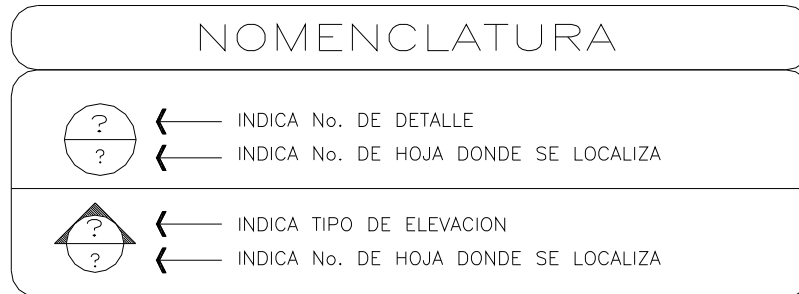 NOMENCLATURA
?
INDICA No. DE DETALLE
?
INDICA No. DE HOJA DONDE SE LOCALIZA
?
INDICA TIPO DE ELEVACION
?
INDICA No. DE HOJA DONDE SE LOCALIZA